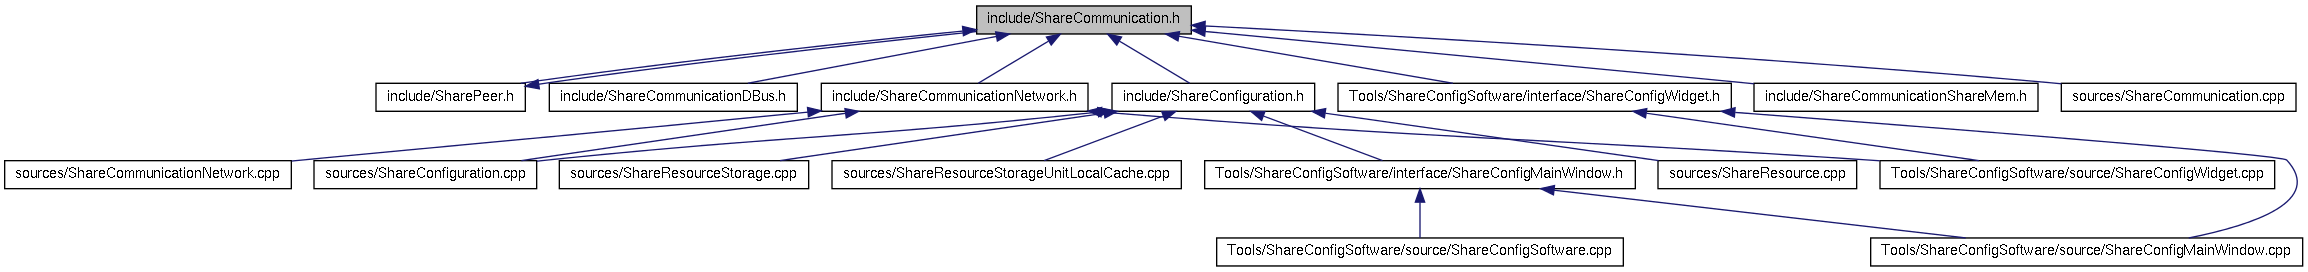 include/ShareCommunication.h
include/SharePeer.h
include/ShareCommunicationDBus.h
include/ShareCommunicationNetwork.h
include/ShareConfiguration.h
Tools/ShareConfigSoftware/interface/ShareConfigWidget.h
include/ShareCommunicationShareMem.h
sources/ShareCommunication.cpp
sources/ShareCommunicationNetwork.cpp
sources/ShareConfiguration.cpp
sources/ShareResourceStorage.cpp
sources/ShareResourceStorageUnitLocalCache.cpp
Tools/ShareConfigSoftware/interface/ShareConfigMainWindow.h
sources/ShareResource.cpp
Tools/ShareConfigSoftware/source/ShareConfigWidget.cpp
Tools/ShareConfigSoftware/source/ShareConfigSoftware.cpp
Tools/ShareConfigSoftware/source/ShareConfigMainWindow.cpp